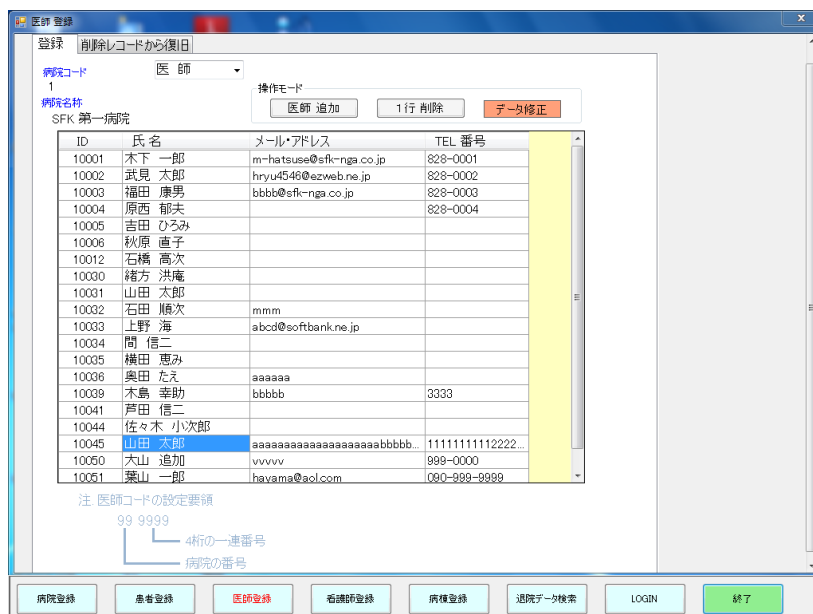 医師 登録
登録 削除レコードから復旧
病院コード 医 師
1
操作モード
医師 追加 1行 削除 データ修正
病院名称
SFK 第一病院
ID 氏 名 メール・アドレス TEL 番号
10001 木下 一郎 m-hatsuse@sfk-nga.co.jp 828-0001
10002 武見 太郎 hryu4546@ezweb.ne.jp 828-0002
10003 福田 康男 bbbb@sfk-nga.co.jp 828-0003
10004 原西 郁夫 828-0004
10005 吉田 ひろみ
10006 秋原 直子
10012 石橋 高次
10030 緒方 洪庵
10031 山田 太郎
10032 石田 順次 mmm
10033 上野 海 abcd@softbank.ne.jp
10034 間 信二
10035 横田 恵み
10036 奥田 たえ aaaaaa
10039 木島 幸助 bbbbb 3333
10041 芦田 信二
10044 佐々木 小次郎
10045 山田 太郎 aaaaaaaaaaaaaaaaaaaabbbbb... 11111111112222...
10050 大山 追加 vvvvv 999-0000
10051 葉山 一郎 hayama@aol.com 090-999-9999
注. 医師コードの設定要領
99 9999
4桁の一連番号
病院の番号
病院登録 患者登録 医師登録 看護師登録 病棟登録 退院データ検索 LOGIN 終了